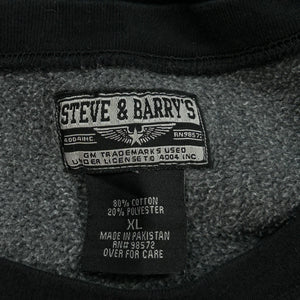 STEVE & BARRY'S
RN98572
GM TRADEMARKS USED
UNDER LICENSE TO 4004 INC.
80% COTTON
20% POLYESTER
XL
MADE IN PAKISTAN
RN# 98572
OVER FOR CARE